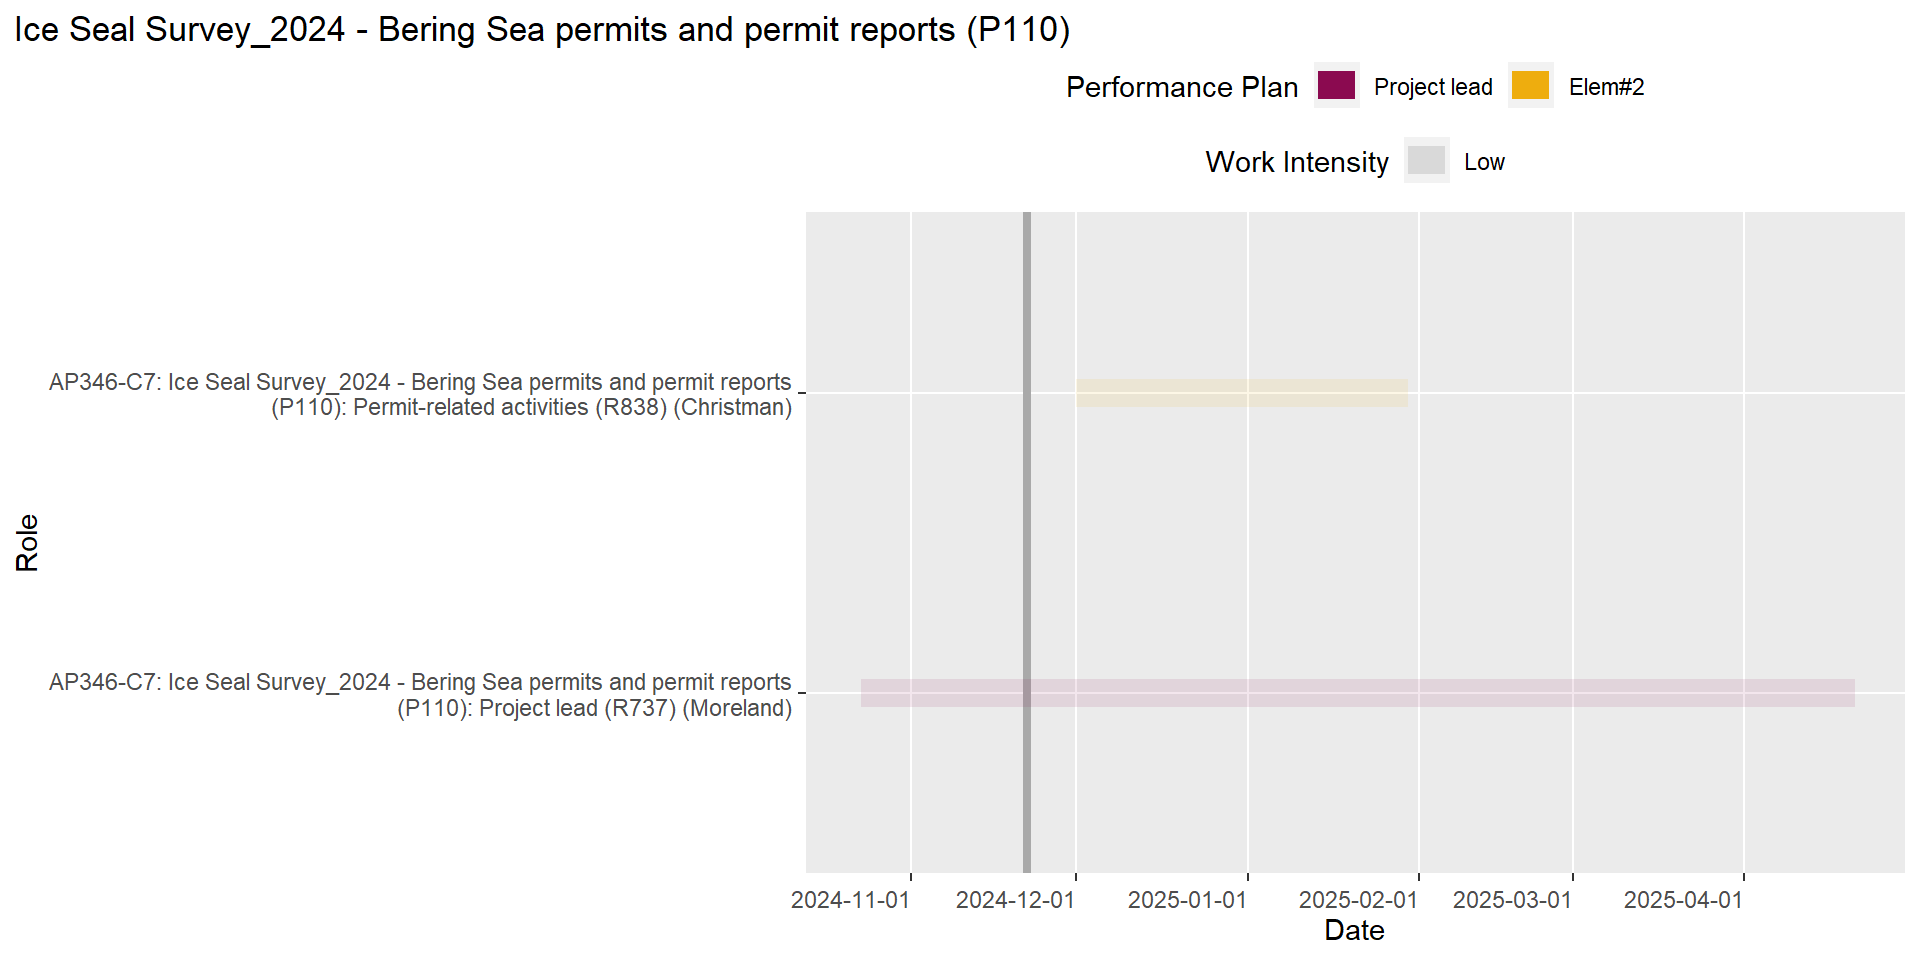 Ice Seal Survey_2024 - Bering Sea permits and permit reports (P110)
Performance Plan Project lead Elem#2
Work Intensity Low
AP346-C7: Ice Seal Survey_2024 - Bering Sea permits and permit reports
(P110): Permit-related activities (R838) (Christman)
Role
AP346-C7: Ice Seal Survey_2024 - Bering Sea permits and permit reports
(P110): Project lead (R737) (Moreland)
2024-11-01 2024-12-01 2025-01-01 2025-02-01 2025-03-01 2025-04-01
Date